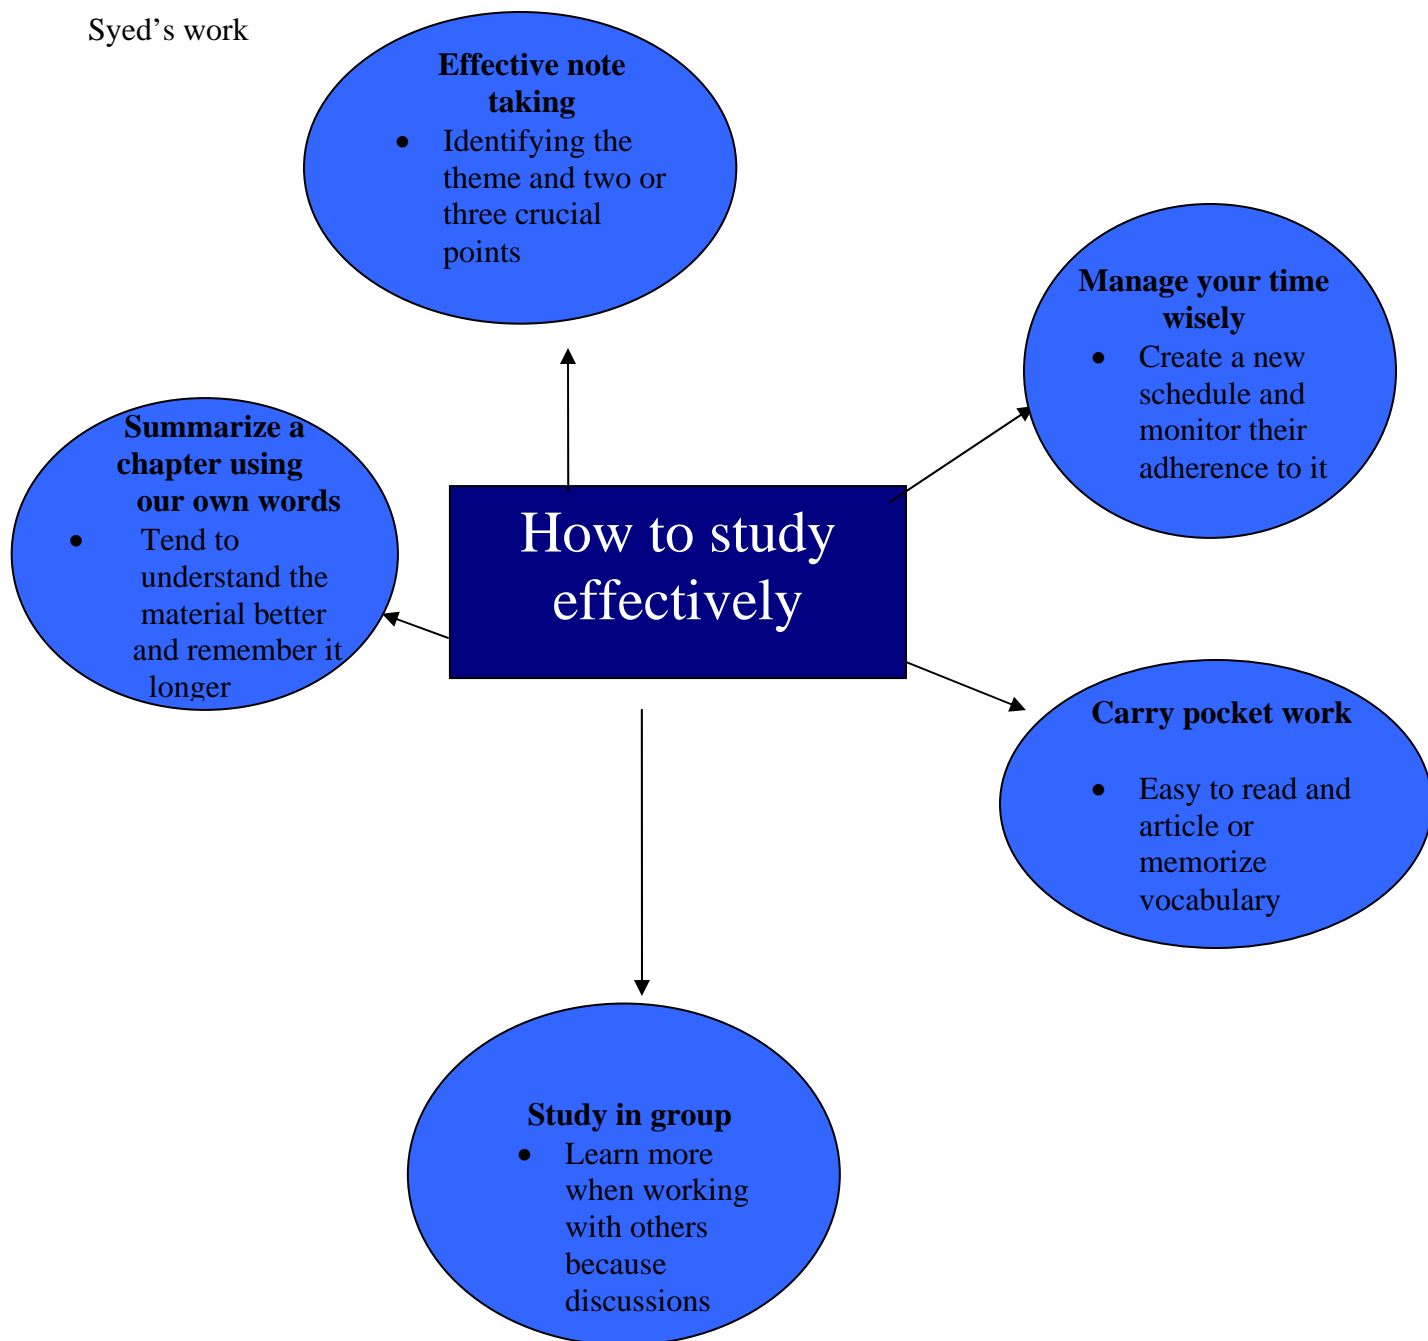 Syed’s work
Effective note
taking
• Identifying the
theme and two or
three crucial
points
Manage your time
wisely
• Create a new
schedule and
monitor their
adherence to it
Summarize a
chapter using
our own words
• Tend to
understand the
material better
and remember it
longer
How to study
effectively
Carry pocket work
• Easy to read and
article or
memorize
vocabulary
Study in group
• Learn more
when working
with others
because
discussions